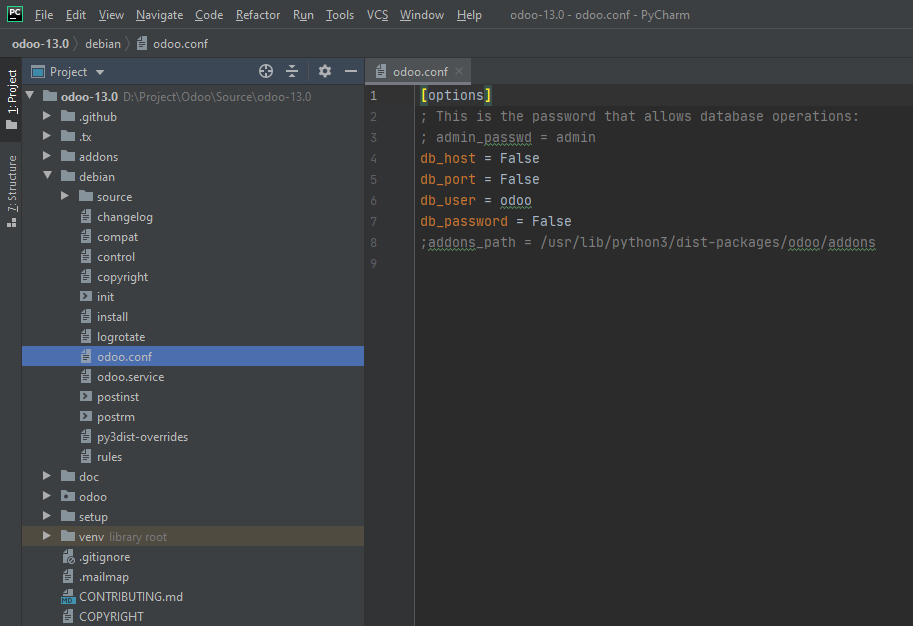 PC File Edit View Navigate Code Refactor Run Tools VCS Window Help odoo-13.0 - odoo.conf - PyCharm
odoo-13.0 debian odoo.conf
1: Project
7: Structure
Project
odoo-13.0 D:\Project\Odoo\Source\odoo-13.0
.github
.tx
addons
debian
source
changelog
compat
control
copyright
init
install
logrotate
odoo.conf
odoo.service
postinst
postrm
py3dist-overrides
rules
doc
odoo
setup
venv library root
.gitignore
.mailmap
MD CONTRIBUTING.md
COPYRIGHT
odoo.conf
1 [options]
2 ; This is the password that allows database operations:
3 ; admin_passwd = admin
4 db_host = False
5 db_port = False
6 db_user = odoo
7 db_password = False
8 ;addons_path = /usr/lib/python3/dist-packages/odoo/addons
9